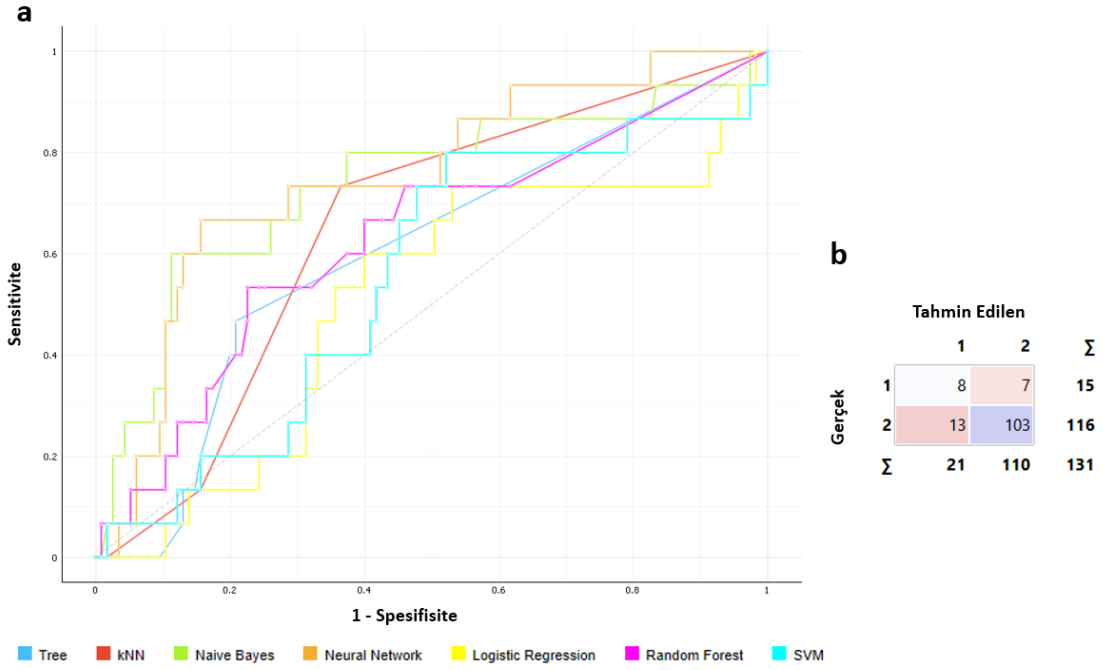 a
1
0.8
0.6
0.4
0.2
0
Sensitivite
0 0.2 0.4 0.6 0.8 1
1 - Spesifisite
Tree kNN Naive Bayes Neural Network Logistic Regression Random Forest SVM
b
Tahmin Edilen
1 2 ∑
Gerçek
1 8 7 15
2 13 103 116
∑ 21 110 131